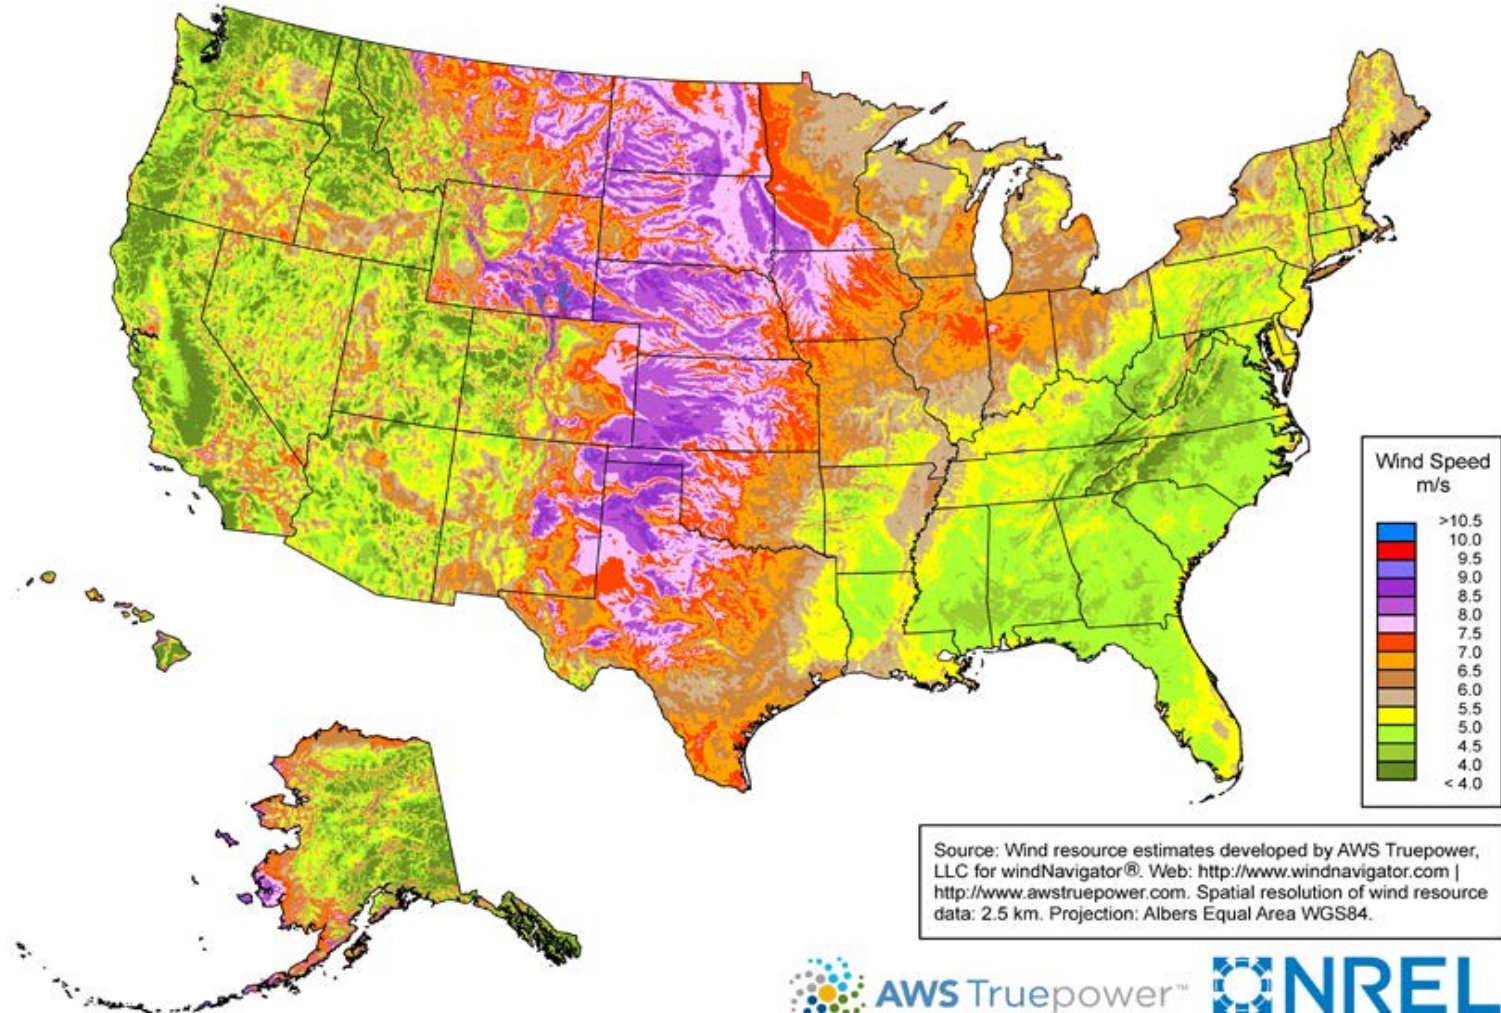 Wind Speed
m/s
>10.5
10.0
9.5
9.0
8.5
8.0
7.5
7.0
6.5
6.0
5.5
5.0
4.5
4.0
< 4.0
Source: Wind resource estimates developed by AWS Truepower,
LLC for windNavigator®. Web: http://www.windnavigator.com |
http://www.awstruepower.com. Spatial resolution of wind resource
data: 2.5 km. Projection: Albers Equal Area WGS84.
AWS Truepower™
NREL